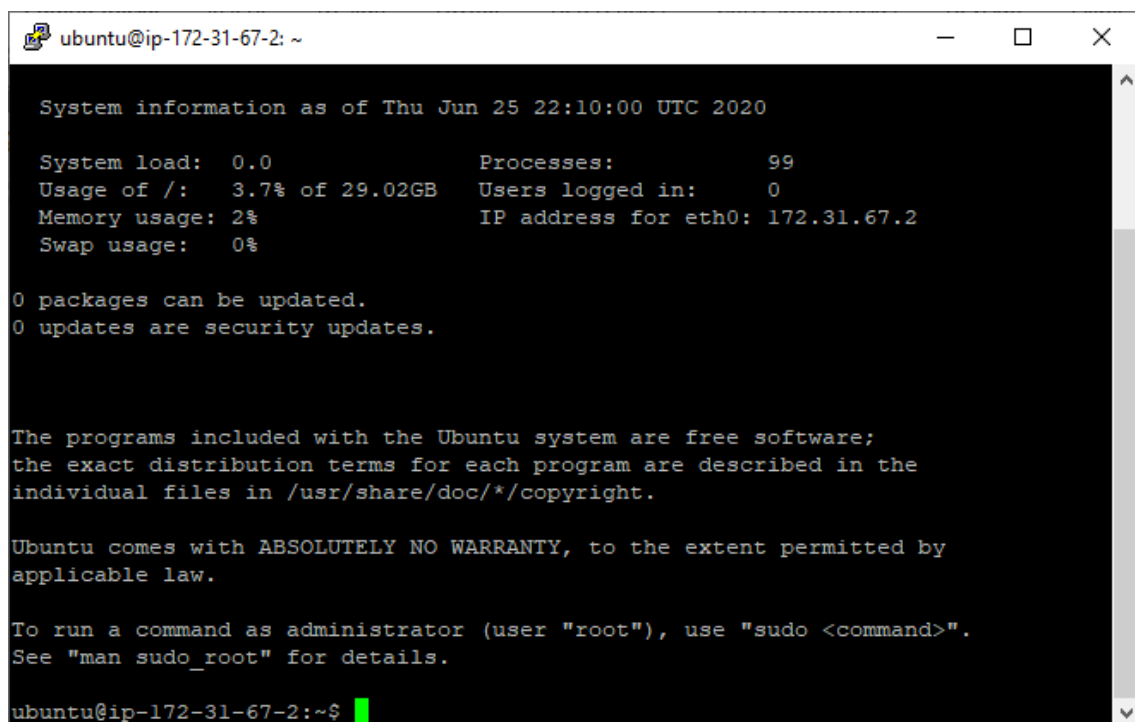 ubuntu@ip-172-31-67-2: ~
System information as of Thu Jun 25 22:10:00 UTC 2020
System load:  0.0                Processes:           99
Usage of /:   3.7% of 29.02GB   Users logged in:     0
Memory usage: 2%                 IP address for eth0: 172.31.67.2
Swap usage:   0%
0 packages can be updated.
0 updates are security updates.
The programs included with the Ubuntu system are free software;
the exact distribution terms for each program are described in the
individual files in /usr/share/doc/*/copyright.
Ubuntu comes with ABSOLUTELY NO WARRANTY, to the extent permitted by
applicable law.
To run a command as administrator (user "root"), use "sudo <command>".
See "man sudo_root" for details.
ubuntu@ip-172-31-67-2:~$